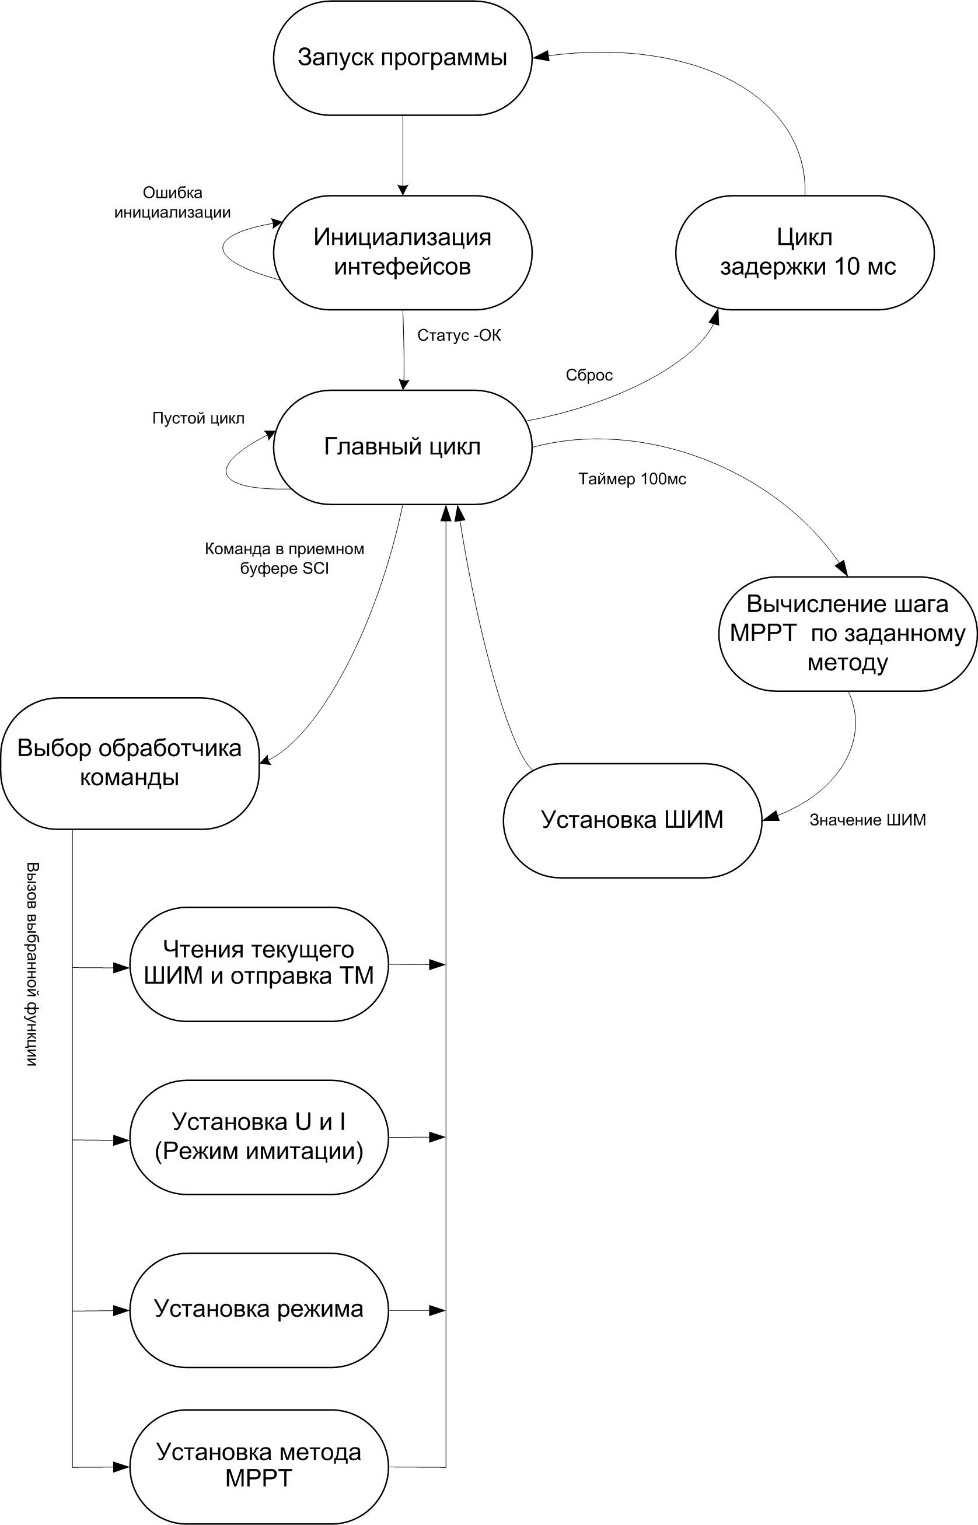 Запуск программы
Ошибка
инициализации
Инициализация
интефейсов
Цикл
задержки 10 мс
Статус -ОК
Сброс
Пустой цикл
Главный цикл
Таймер 100мс
Команда в приемном
буфере SCI
Вычисление шага
МРРТ по заданному
методу
Выбор обработчика
команды
Установка ШИМ
Значение ШИМ
Вызов выбранной функции
Чтения текущего
ШИМ и отправка ТМ
Установка U и I
(Режим имитации)
Установка режима
Установка метода
МРРТ